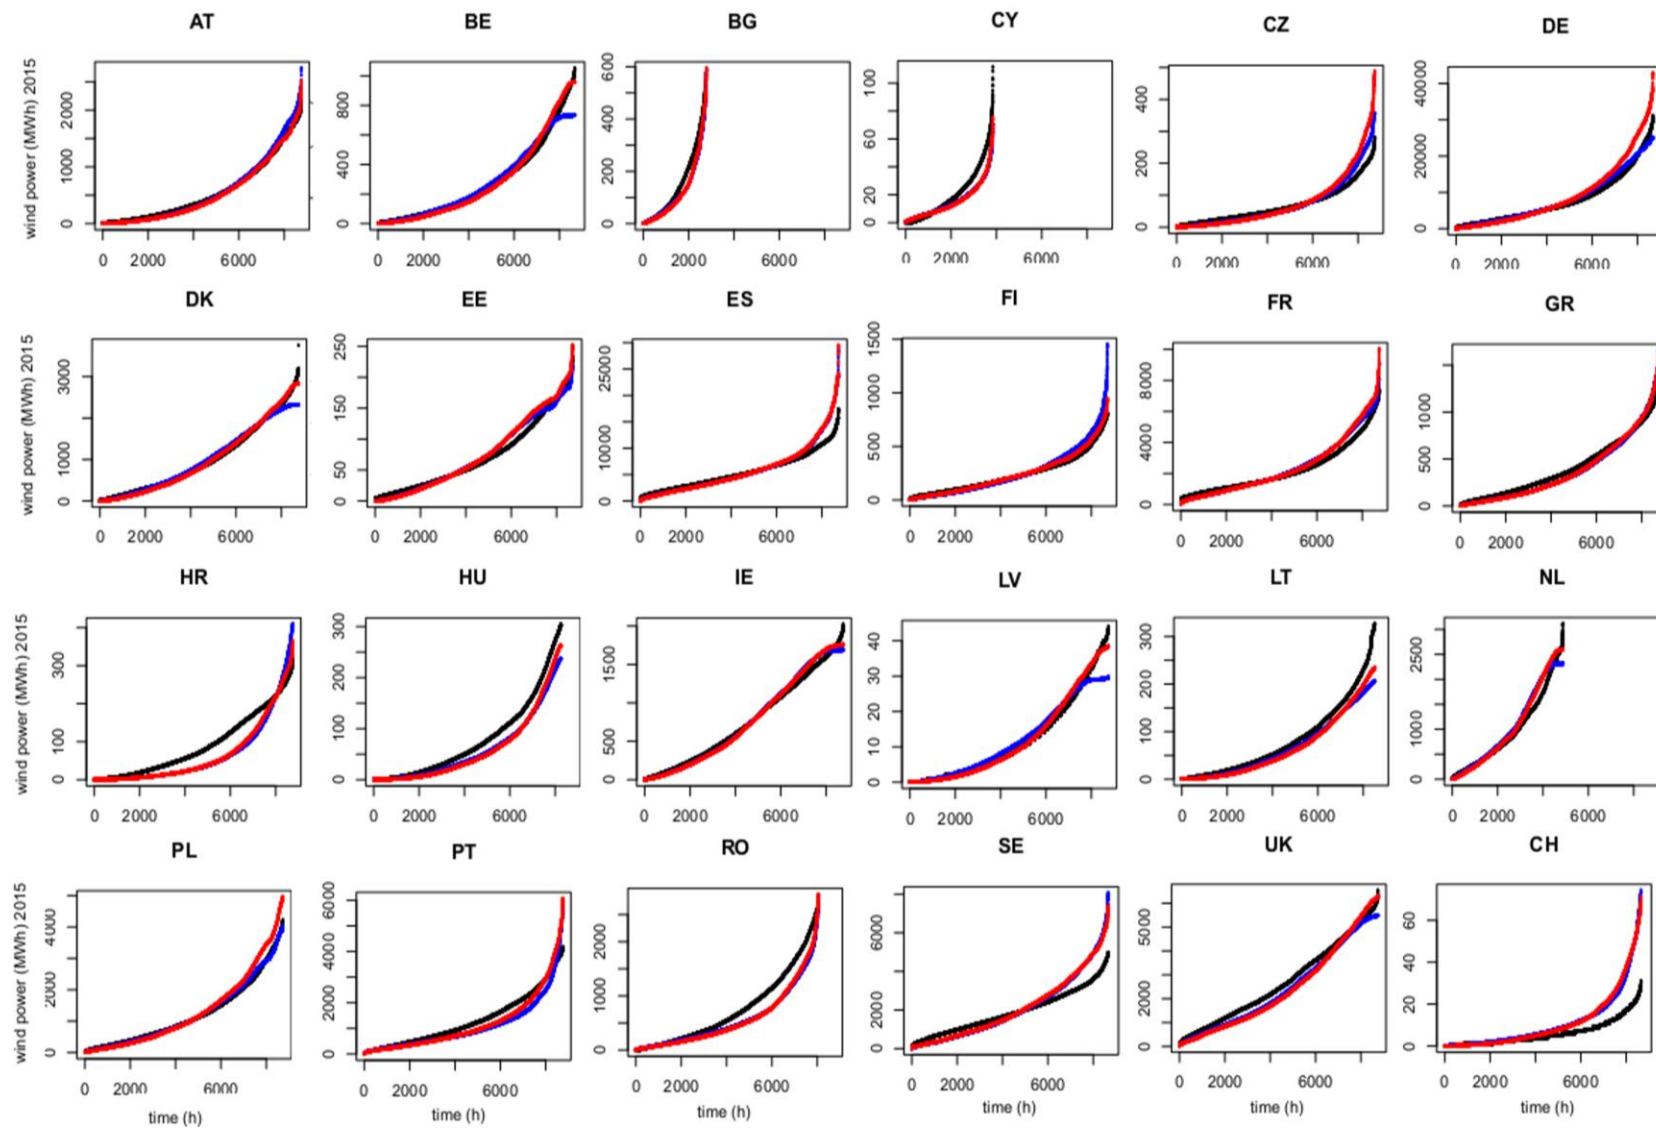 AT
wind power (MWh) 2015
2000
1000
0
0 2000 6000
BE
800
400
0
0 2000 6000
BG
600
400
200
0
0 2000 6000
CY
100
60
20
0
0 2000 6000
CZ
400
200
0
0 2000 6000
DE
40000
20000
0
0 2000 6000
DK
wind power (MWh) 2015
3000
1000
0
0 2000 6000
EE
250
150
50
0
0 2000 6000
ES
25000
10000
0
0 2000 6000
FI
1500
1000
5000
0
0 2000 6000
FR
8000
4000
0
0 2000 6000
GR
1000
500
0
0 2000 6000
HR
wind power (MWh) 2015
300
100
0
0 2000 6000
HU
300
200
100
0
0 2000 6000
IE
1500
500
0
0 2000 6000
LV
40
30
20
10
0
0 2000 6000
LT
300
200
100
0
0 2000 6000
NL
2500
1000
0
0 2000 6000
PL
wind power (MWh) 2015
4000
2000
0
0 2000 6000
time (h)
PT
6000
4000
2000
0
0 2000 6000
time (h)
RO
2000
1000
0
0 2000 6000
time (h)
SE
6000
2000
0
0 2000 6000
time (h)
UK
5000
2000
0
0 2000 6000
time (h)
CH
60
40
20
0
0 2000 6000
time (h)